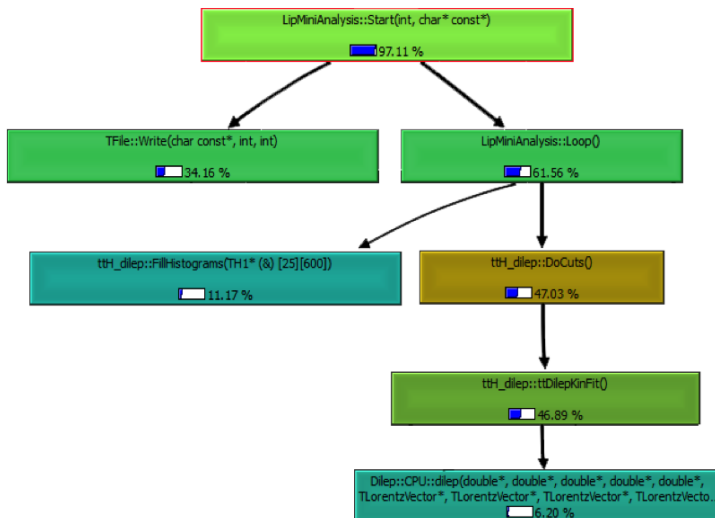 LipMiniAnalysis::Start(int, char* const*)
97.11 %
TFile::Write(char const*, int, int)
34.16 %
LipMiniAnalysis::Loop()
61.56 %
ttH_dilep::FillHistograms(TH1* (&) [25][600])
11.17 %
ttH_dilep::DoCuts()
47.03 %
ttH_dilep::ttDilepKinFit()
46.89 %
Dilep::CPU::dilep(double*, double*, double*, double*, double*,
TLorentzVector*, TLorentzVector*, TLorentzVector*, TLorentzVecto...
6.20 %